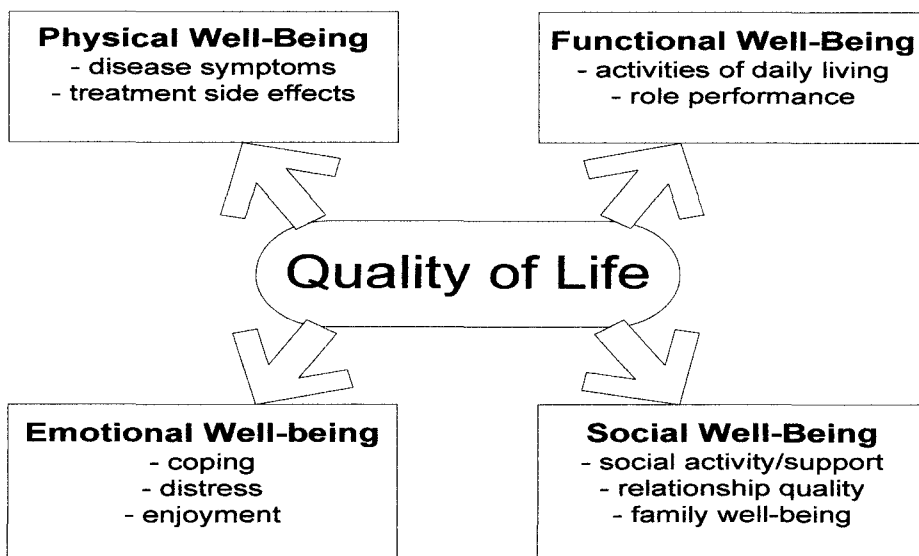 Physical Well-Being
- disease symptoms
- treatment side effects
Functional Well-Being
- activities of daily living
- role performance
Quality of Life
Emotional Well-being
- coping
- distress
- enjoyment
Social Well-Being
- social activity/support
- relationship quality
- family well-being